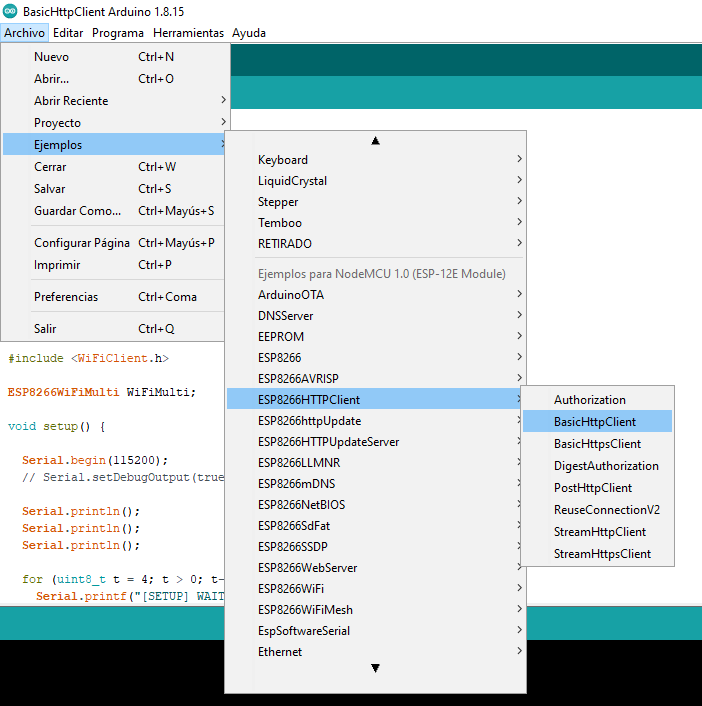 BasicHttpClient Arduino 1.8.15
Archivo Editar Programa Herramientas Ayuda
Nuevo Ctrl+N
Abrir... Ctrl+O
Abrir Reciente
Proyecto
Ejemplos
Cerrar Ctrl+W
Salvar Ctrl+S
Guardar Como... Ctrl+Mayús+S
Configurar Página Ctrl+Mayús+P
Imprimir Ctrl+P
Preferencias Ctrl+Coma
Salir Ctrl+Q
Keyboard
LiquidCrystal
Stepper
Temboo
RETIRADO
Ejemplos para NodeMCU 1.0 (ESP-12E Module)
ArduinoOTA
DNSServer
EEPROM
ESP8266
ESP8266AVRISP
ESP8266HTTPClient
ESP8266httpUpdate
ESP8266HTTPUpdateServer
ESP8266LLMNR
ESP8266mDNS
ESP8266NetBIOS
ESP8266SdFat
ESP8266SSDP
ESP8266WebServer
ESP8266WiFi
ESP8266WiFiMesh
EspSoftwareSerial
Ethernet
Authorization
BasicHttpClient
BasicHttpsClient
DigestAuthorization
PostHttpClient
ReuseConnectionV2
StreamHttpClient
StreamHttpsClient
#include <WiFiClient.h>
ESP8266WiFiMulti WiFiMulti;
void setup() {
Serial.begin(115200);
// Serial.setDebugOutput(true
Serial.println();
Serial.println();
Serial.println();
for (uint8_t t = 4; t > 0; t-
Serial.printf("[SETUP] WAIT